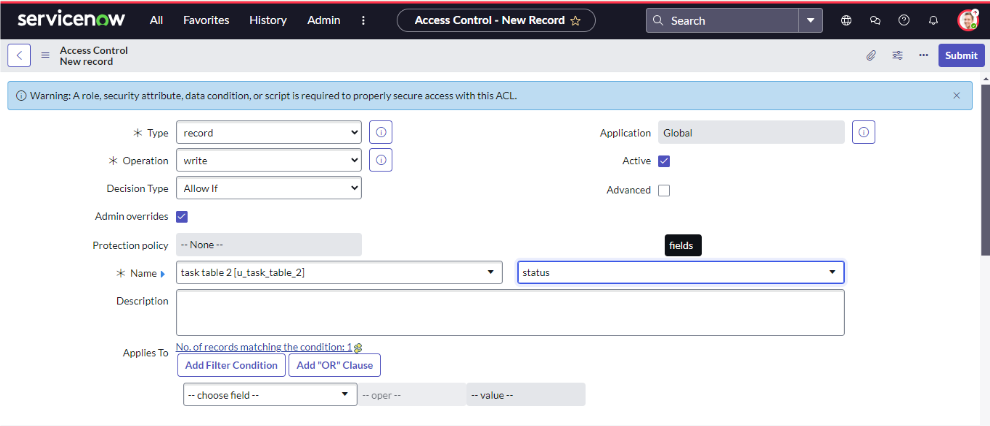 servicenow All Favorites History Admin Access Control - New Record Search
Access Control
New record
Submit
Warning: A role, security attribute, data condition, or script is required to properly secure access with this ACL.
Type record Application Global
Operation write Active
Decision Type Allow If Advanced
Admin overrides
Protection policy -- None -- fields
Name task table 2 [u_task_table_2] status
Description
Applies To No. of records matching the condition: 1
Add Filter Condition Add "OR" Clause
-- choose field -- -- oper -- -- value --